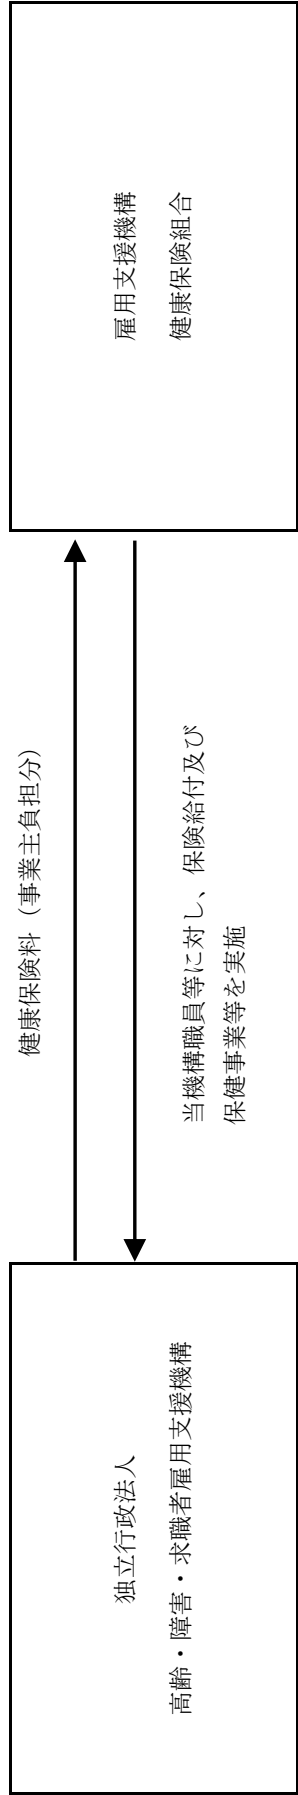 独立行政法人
高齢・障害・求職者雇用支援機構
健康保険料（事業主負担分）
当機構職員等に対し、保険給付及び
保健事業等を実施
雇用支援機構
健康保険組合